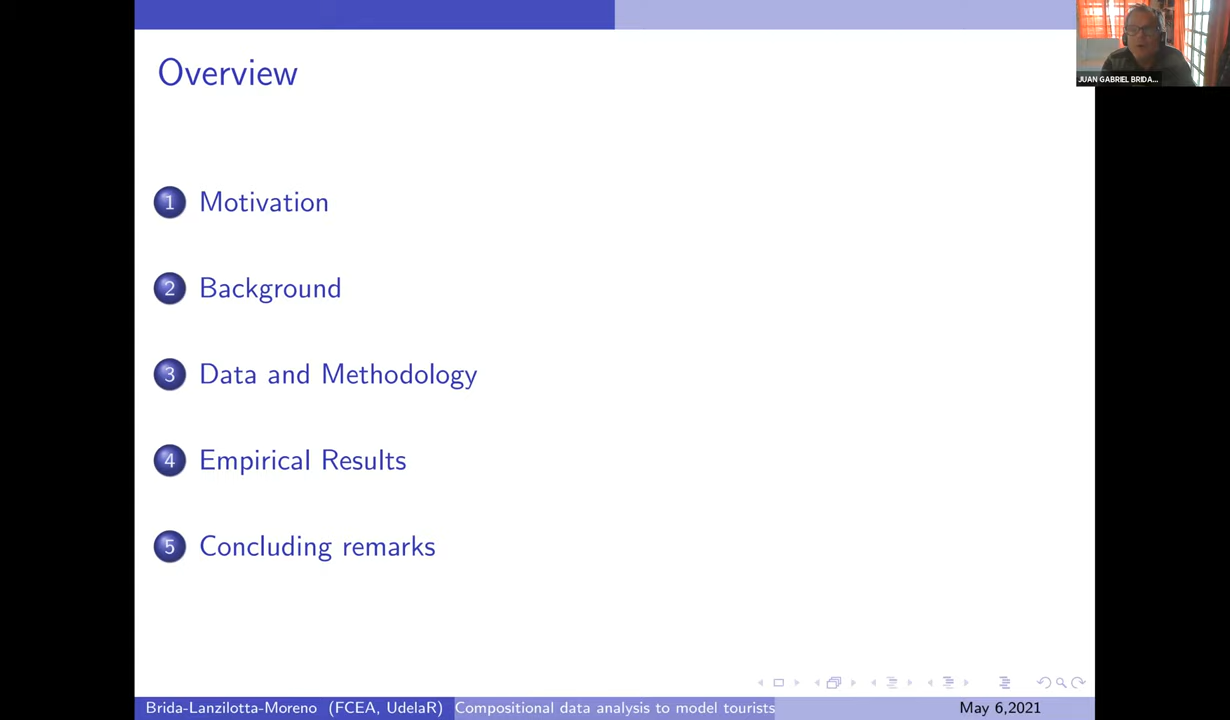 Overview
JUAN GABRIEL BRIDA...
1 Motivation
2 Background
3 Data and Methodology
4 Empirical Results
5 Concluding remarks
Brida-Lanzilotta-Moreno (FCEA, UdelaR) Compositional data analysis to model tourists May 6,2021